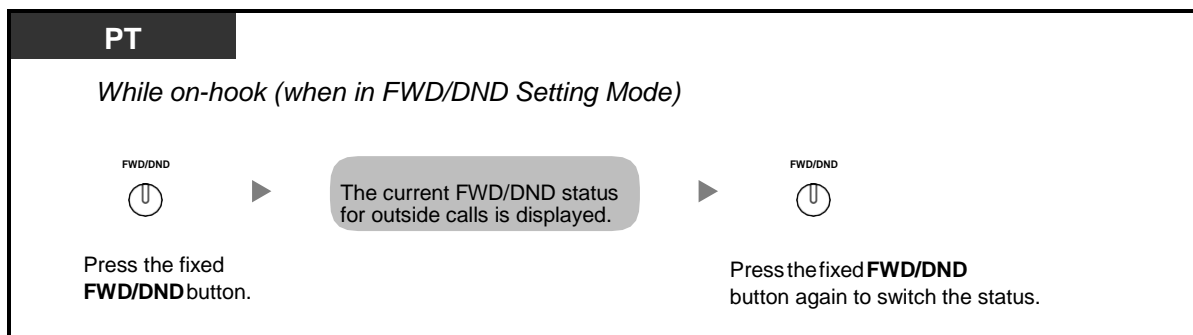 PT
While on-hook (when in FWD/DND Setting Mode)
FWD/DND
The current FWD/DND status
for outside calls is displayed.
FWD/DND
Press the fixed
FWD/DND button.
Press the fixed FWD/DND
button again to switch the status.